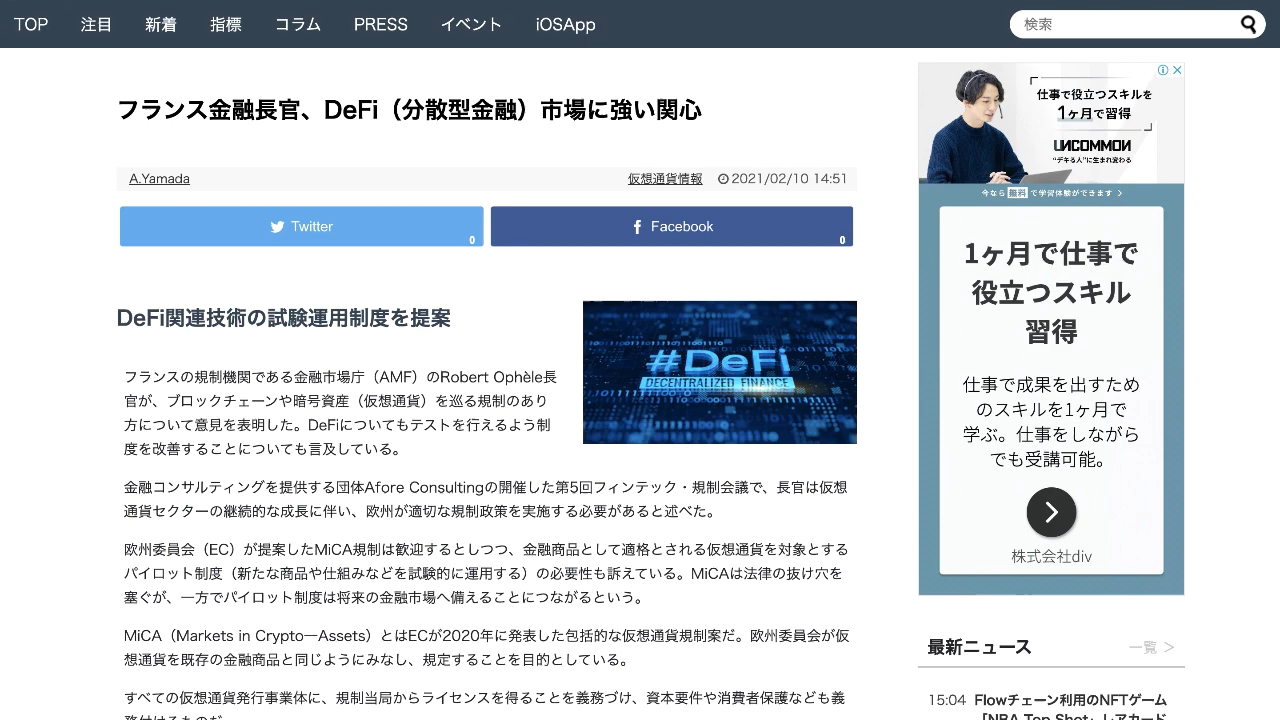 TOP 注目 新着 指標 コラム PRESS イベント iOSApp 検索
フランス金融長官、DeFi（分散型金融）市場に強い関心
A.Yamada 仮想通貨情報 2021/02/10 14:51
Twitter 0
Facebook 0
DeFi関連技術の試験運用制度を提案
#DeFi
DECENTRALIZED FINANCE
フランスの規制機関である金融市場庁（AMF）のRobert Ophèle長
官が、ブロックチェーンや暗号資産（仮想通貨）を巡る規制のあり
方について意見を表明した。DeFiについてもテストを行えるよう制
度を改善することについても言及している。
金融コンサルティングを提供する団体Afore Consultingの開催した第5回フィンテック・規制会議で、長官は仮想
通貨セクターの継続的な成長に伴い、欧州が適切な規制政策を実施する必要があると述べた。
欧州委員会（EC）が提案したMiCA規制は歓迎するとしつつ、金融商品として適格とされる仮想通貨を対象とする
パイロット制度（新たな商品や仕組みなどを試験的に運用する）の必要性も訴えている。MiCAは法律の抜け穴を
塞ぐが、一方でパイロット制度は将来の金融市場へ備えることにつながるという。
MiCA（Markets in Crypto―Assets）とはECが2020年に発表した包括的な仮想通貨規制案だ。欧州委員会が仮
想通貨を既存の金融商品と同じようにみなし、規定することを目的としている。
すべての仮想通貨発行事業体に、規制当局からライセンスを得ることを義務づけ、資本要件や消費者保護なども義
務付けるものだ
仕事で役立つスキルを
1ヶ月で習得
UNCOMMON
“デキる人”に生まれ変わる
今なら 無料 で学習体験ができます >
1ヶ月で仕事で
役立つスキル
習得
仕事で成果を出すため
のスキルを1ヶ月で
学ぶ。仕事をしながら
でも受講可能。
株式会社div
最新ニュース 一覧 >
15:04 Flowチェーン利用のNFTゲーム
「NBA Top Shot」レアカード